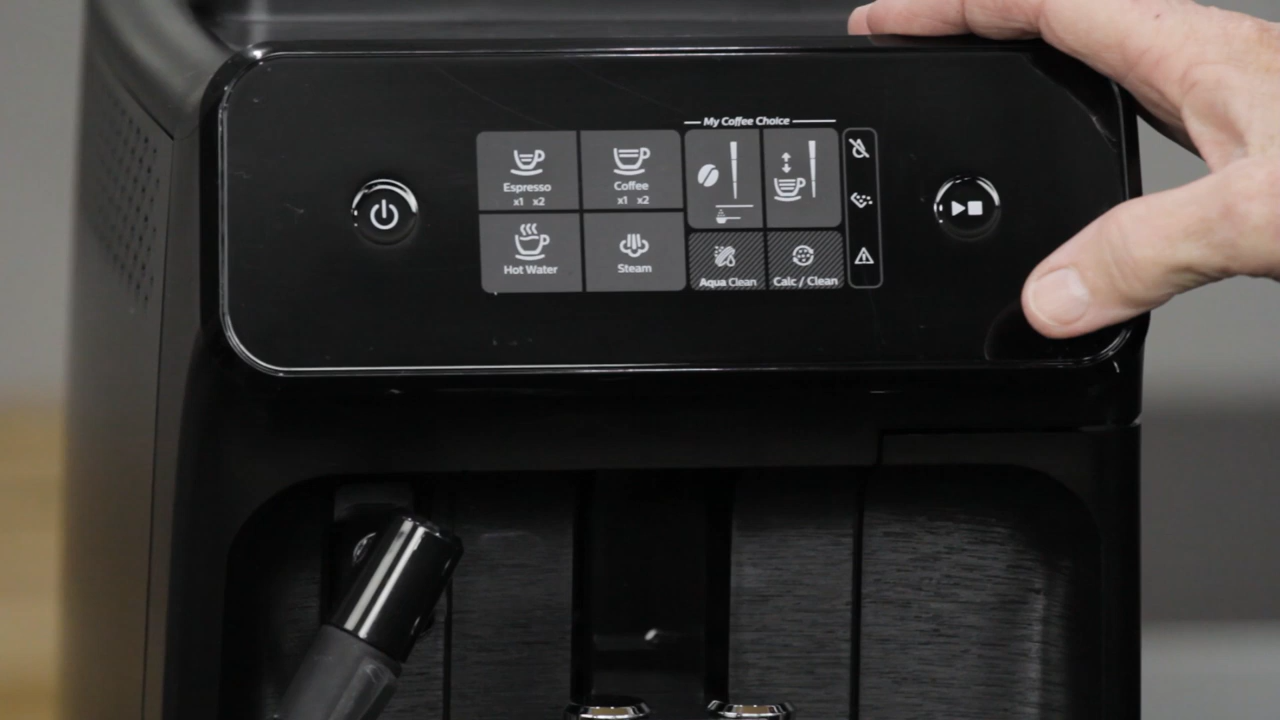 My Coffee Choice
Espresso
x1 x2
Coffee
x1 x2
Hot Water
Steam
Aqua Clean
Calc / Clean